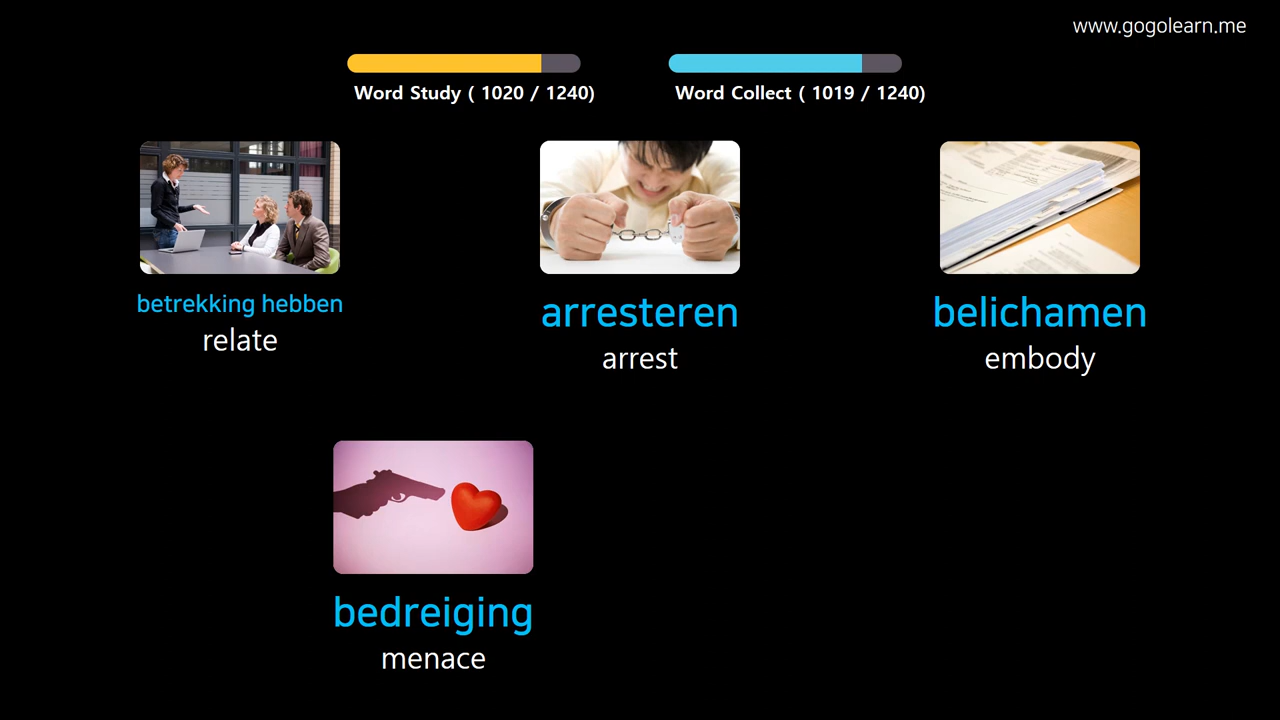 www.gogolearn.me
Word Study ( 1020 / 1240)
Word Collect ( 1019 / 1240)
betrekking hebben
relate
arresteren
arrest
belichamen
embody
bedreiging
menace